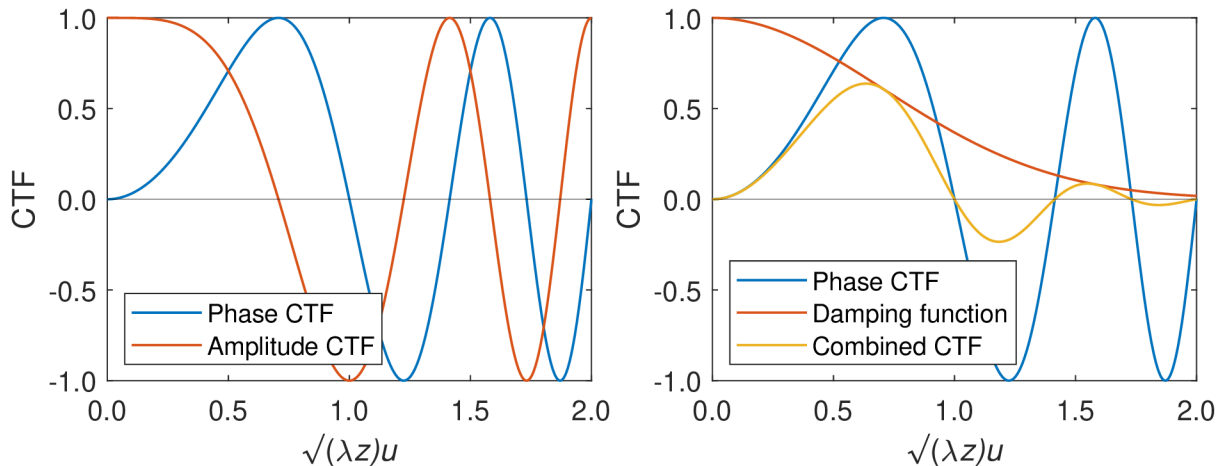 1.0
0.5
0.0
-0.5
-1.0
CTF
0.0 0.5 1.0 1.5 2.0
√(λz)u
Phase CTF
Amplitude CTF
1.0
0.5
0.0
-0.5
-1.0
CTF
0.0 0.5 1.0 1.5 2.0
√(λz)u
Phase CTF
Damping function
Combined CTF